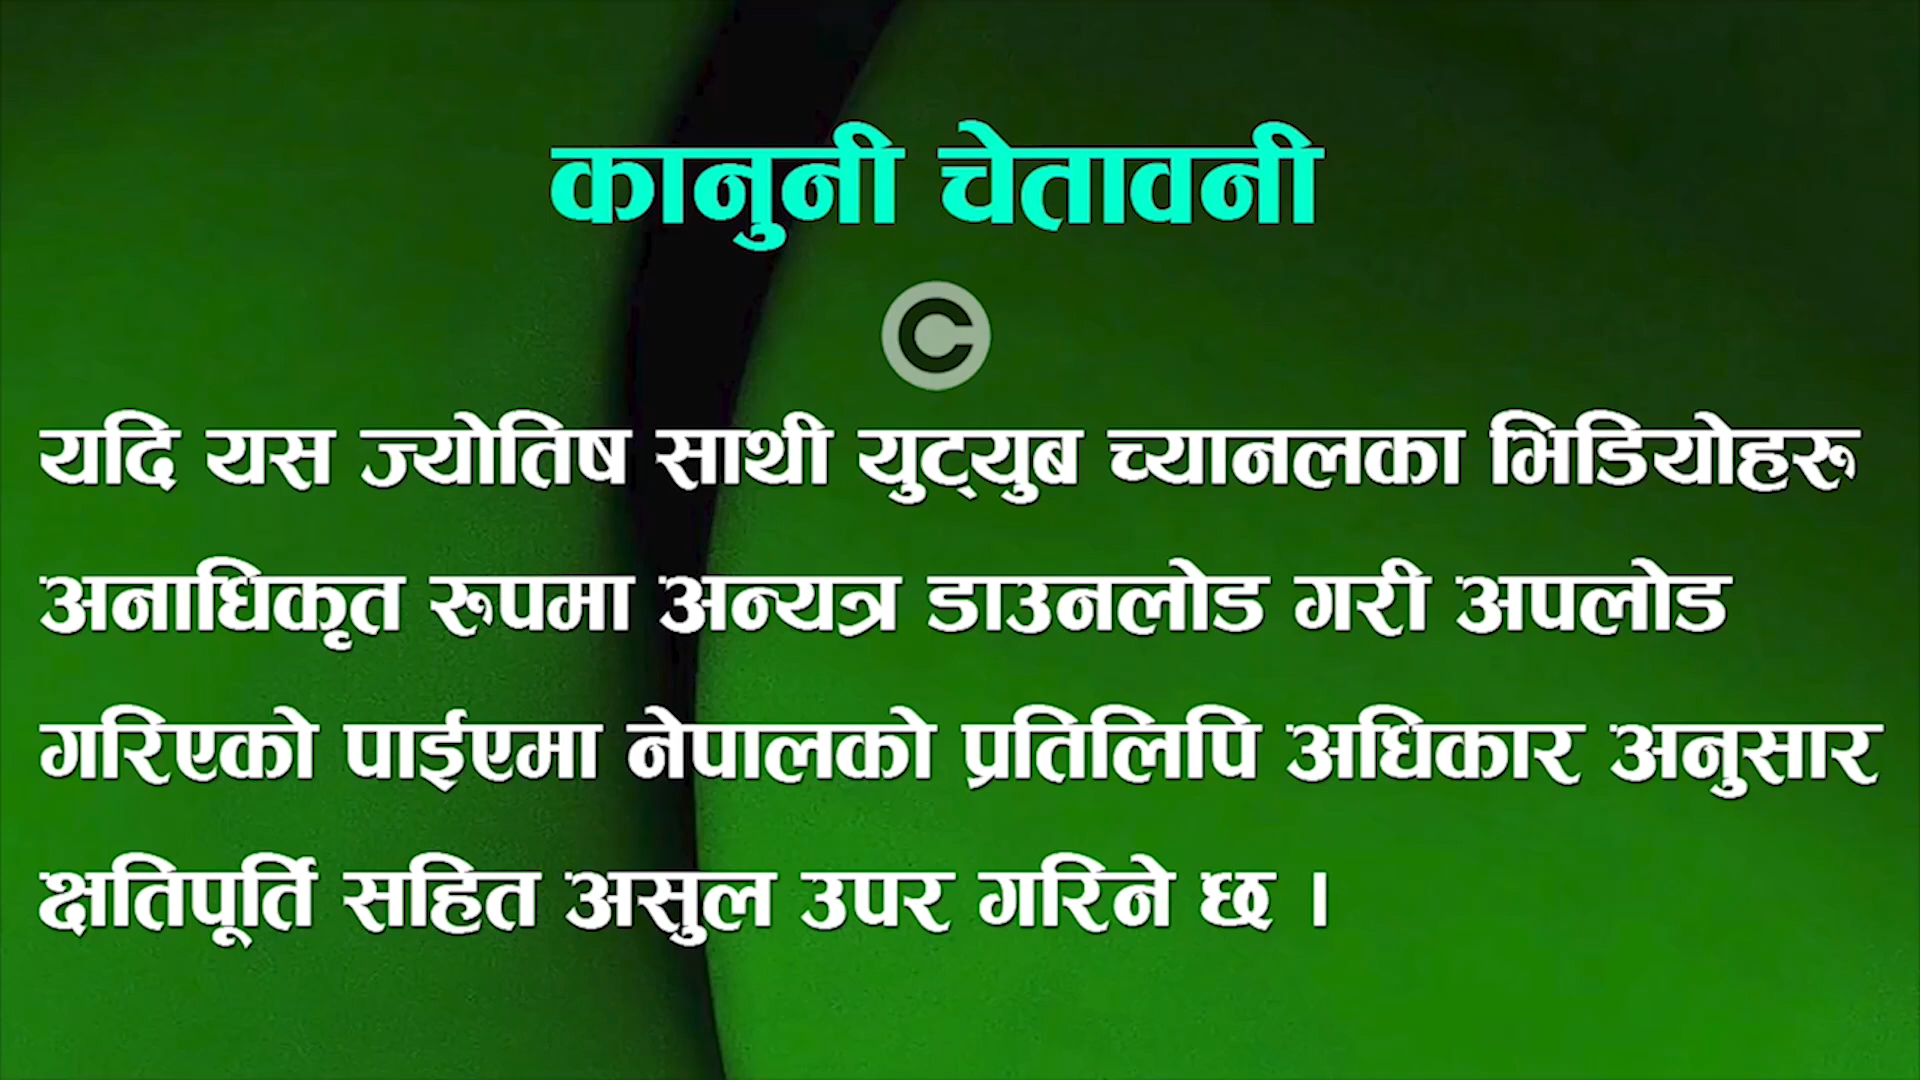 कानुनी चेतावनी
©
यदि यस ज्योतिष साथी युट्युब च्यानलका भिडियोहरु
अनाधिकृत रुपमा अन्यत्र डाउनलोड गरी अपलोड
गरिएको पाईएमा नेपालको प्रतिलिपि अधिकार अनुसार
क्षतिपूर्ति सहित असुल उपर गरिने छ ।